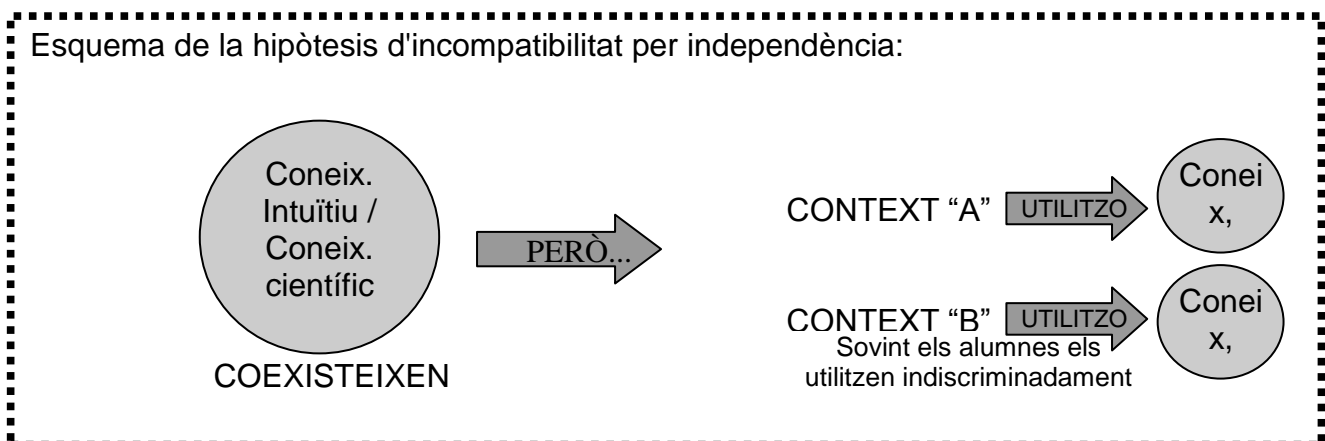 Esquema de la hipòtesis d'incompatibilitat per independència:
Coneix.
Intuïtiu /
Coneix.
científic
COEXISTEIXEN
PERÒ...
CONTEXT “A”
UTILITZO
Conei
x,
CONTEXT “B”
UTILITZO
Conei
x,
Sovint els alumnes els
utilitzen indiscriminadament